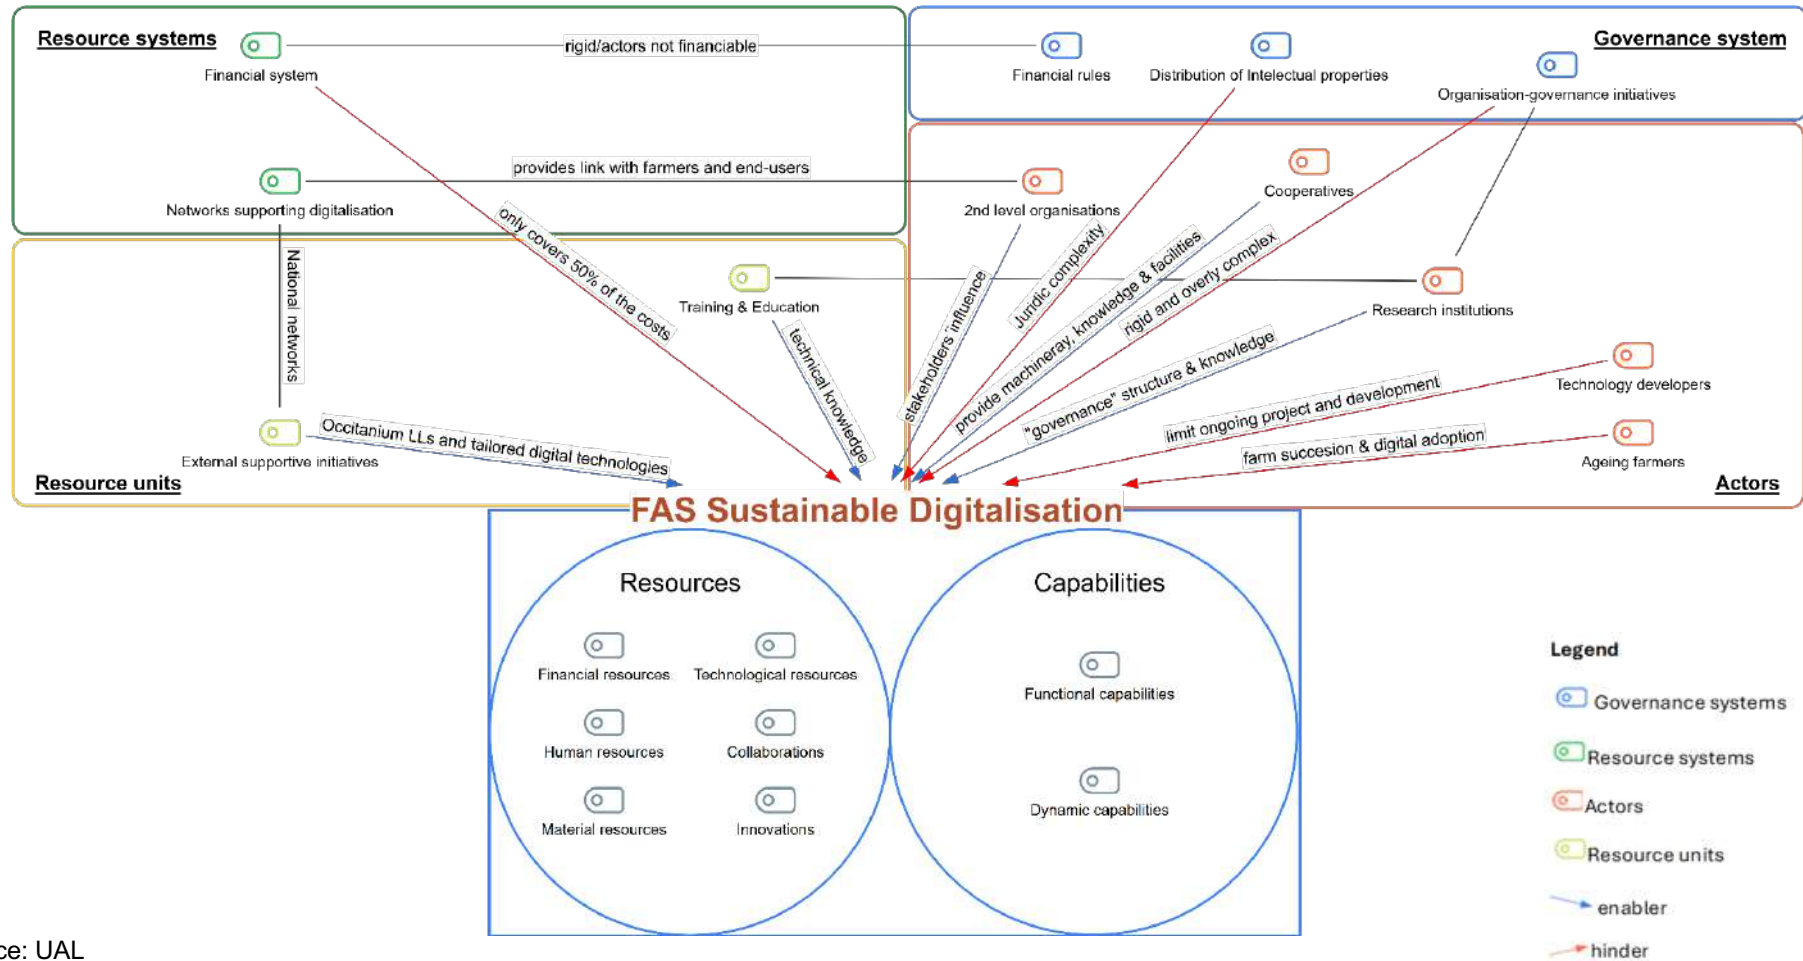 Resource systems
Financial system
rigid/actors not financiable
Financial rules
Distribution of Intelectual properties
Governance system
Organisation-governance initiatives
Networks supporting digitalisation
provides link with farmers and end-users
2nd level organisations
Cooperatives
only covers 50% of the costs
National networks
Training & Education
technical knowledge
stakeholders 'influence
Juridic complexity
provide machineray, knowledge & facilities
rigid and overly complex
Research institutions
"governance" structure & knowledge
Technology developers
limit ongoing project and development
Ageing farmers
farm succesion & digital adoption
External supportive initiatives
Occitanium LLs and tailored digital technologies
Resource units
Actors
FAS Sustainable Digitalisation
Resources
Financial resources
Technological resources
Human resources
Collaborations
Material resources
Innovations
Capabilities
Functional capabilities
Dynamic capabilities
Legend
Governance systems
Resource systems
Actors
Resource units
enabler
hinder
ce: UAL